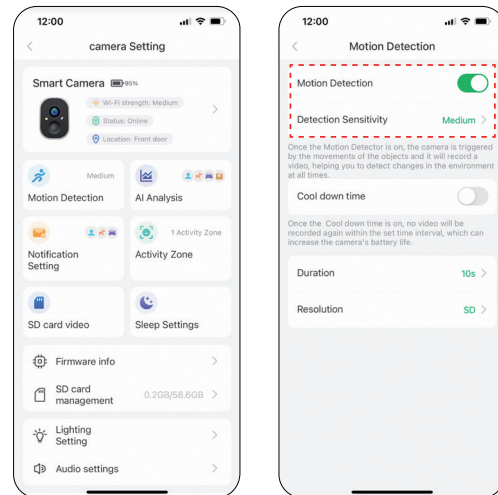 12:00
camera Setting
Smart Camera
95%
Wi-Fi strength: Medium
Status: Online
Location: Front door
Medium
Motion Detection
AI Analysis
Notification
Setting
1 Activity Zone
Activity Zone
SD card video
Sleep Settings
Firmware info
SD card
management
0.2GB/58.6GB
Lighting
Setting
Audio settings
12:00
Motion Detection
Motion Detection
Detection Sensitivity
Medium
Once the Motion Detector is on, the camera is triggered
by the movements of the objects and it will record a
video, helping you to detect changes in the environment
at all times.
Cool down time
Once the Cool down time is on, no video will be
recorded again within the set time interval, which can
increase the camera's battery life.
Duration
10s
Resolution
SD